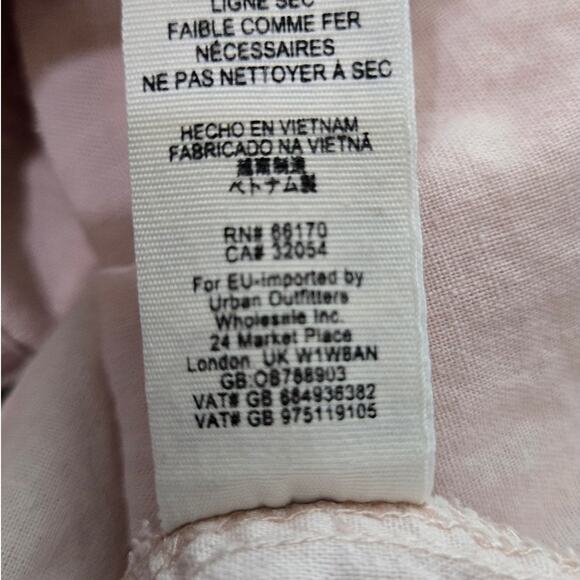 LIGNE SEC
FAIBLE COMME FER
NÉCESSAIRES
NE PAS NETTOYER À SEC
HECHO EN VIETNAM
FABRICADO NA VIETNÃ
越南製造
ベトナム製
RN# 66170
CA# 32054
For EU-imported by
Urban Outfitters
Wholesale Inc.
24 Market Place
London UK W1W8AN
GB:OB788903
VAT# GB 684936382
VAT# GB 975119105